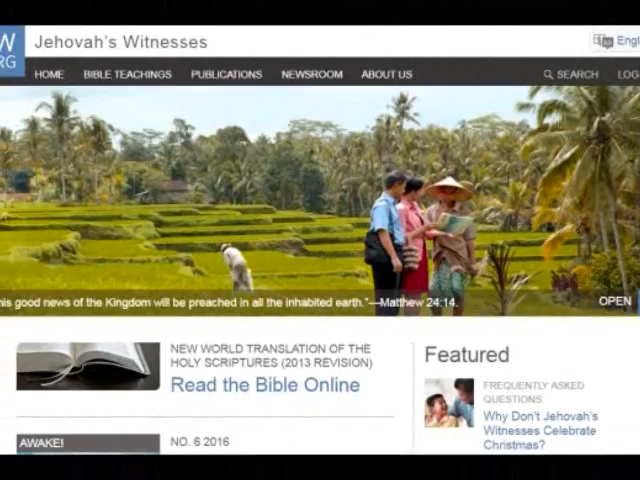 W
RG
Jehovah's Witnesses
Engl
HOME BIBLE TEACHINGS PUBLICATIONS NEWSROOM ABOUT US SEARCH LOG
his good news of the Kingdom will be preached in all the inhabited earth."—Matthew 24:14. OPEN
NEW WORLD TRANSLATION OF THE
HOLY SCRIPTURES (2013 REVISION)
Read the Bible Online
Featured
FREQUENTLY ASKED
QUESTIONS
Why Don't Jehovah's
Witnesses Celebrate
Christmas?
AWAKE!
NO. 6 2016